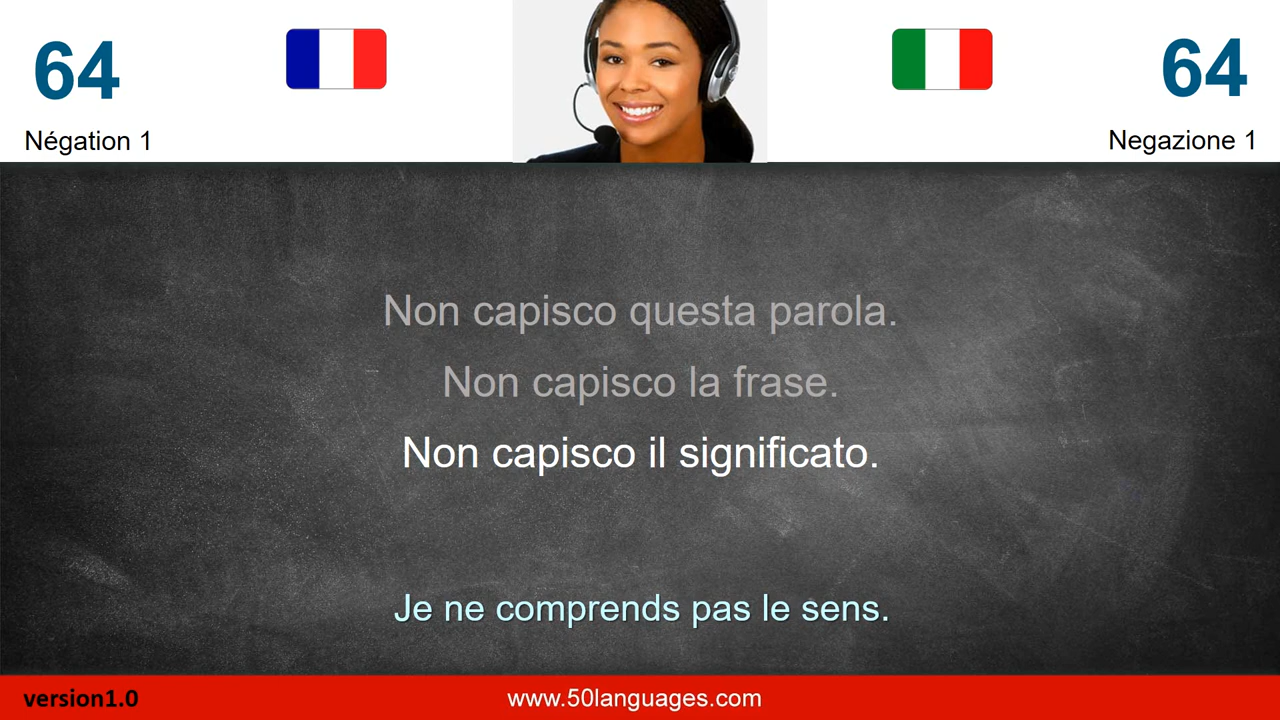 64
64
Négation 1
Negazione 1
Non capisco questa parola.
Non capisco la frase.
Non capisco il significato.
Je ne comprends pas le sens.
version1.0
www.50languages.com